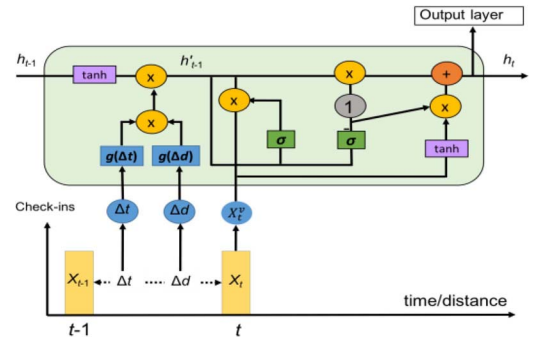 Output layer
h_{t-1}
tanh
x
h'_{t-1}
x
+
h_t
x
1
x
x
σ
-
σ
tanh
g(Δt)
g(Δd)
Check-ins
Δt
Δd
X_t^v
X_{t-1}
Δt
Δd
X_t
time/distance
t-1
t